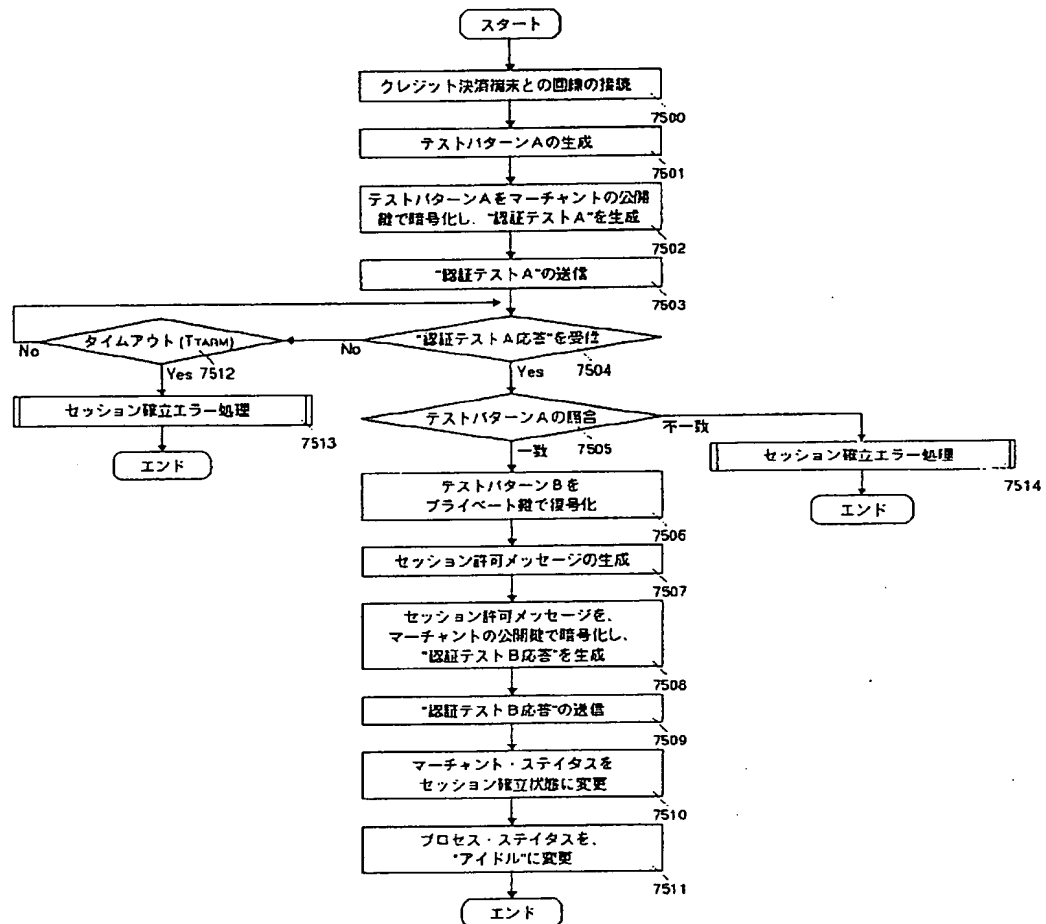 スタート
クレジット決済端末との回線の接続
7500
テストパターンAの生成
7501
テストパターンAをマーチャントの公開
鍵で暗号化し、"認証テストA"を生成
7502
"認証テストA"の送信
7503
"認証テストA応答"を受信
7504
No
Yes
タイムアウト(TTARM)
7512
No
Yes
セッション確立エラー処理
7513
エンド
テストパターンAの照合
7505
不一致
一致
セッション確立エラー処理
7514
エンド
テストパターンBを
プライベート鍵で復号化
7506
セッション許可メッセージの生成
7507
セッション許可メッセージを、
マーチャントの公開鍵で暗号化し、
"認証テストB応答"を生成
7508
"認証テストB応答"の送信
7509
マーチャント・ステイタスを
セッション確立状態に変更
7510
プロセス・ステイタスを、
"アイドル"に変更
7511
エンド